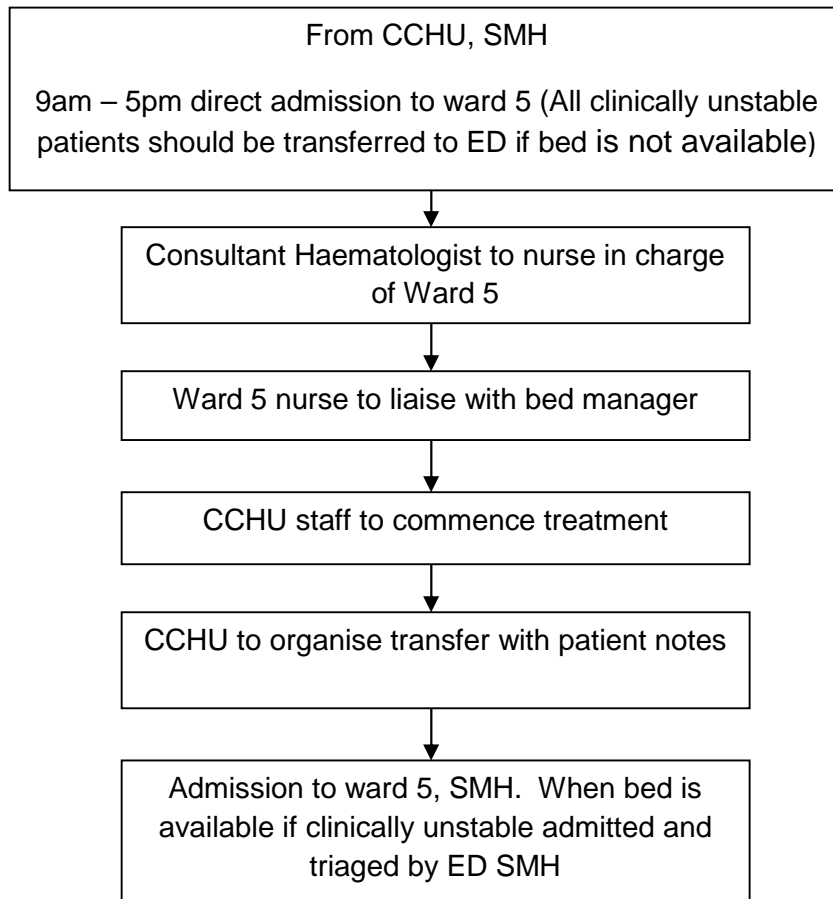 From CCHU, SMH
9am – 5pm direct admission to ward 5 (All clinically unstable
patients should be transferred to ED if bed is not available)
Consultant Haematologist to nurse in charge
of Ward 5
Ward 5 nurse to liaise with bed manager
CCHU staff to commence treatment
CCHU to organise transfer with patient notes
Admission to ward 5, SMH.  When bed is
available if clinically unstable admitted and
triaged by ED SMH